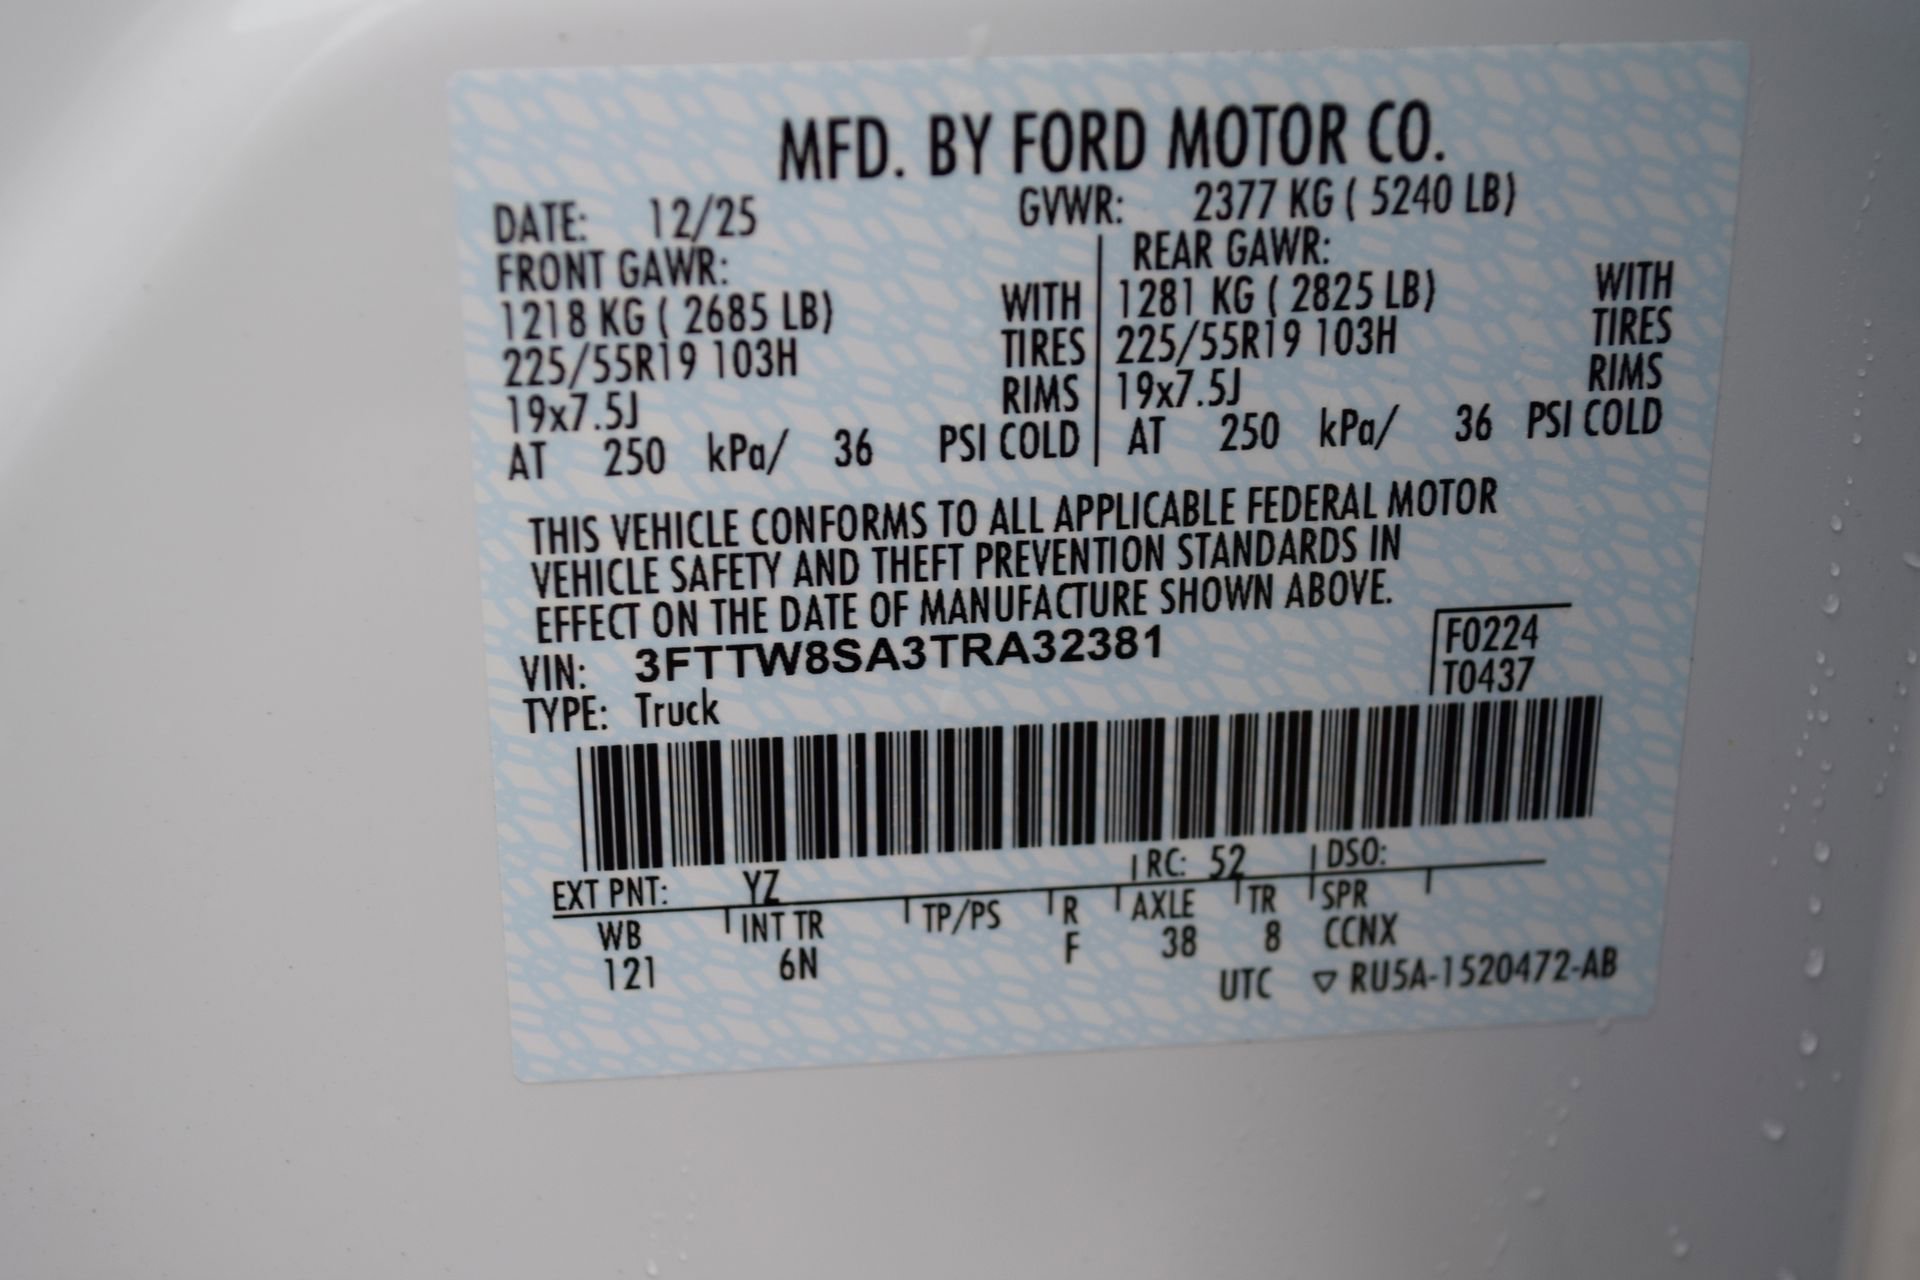 MFD. BY FORD MOTOR CO.
DATE: 12/25 GVWR: 2377 KG ( 5240 LB)
FRONT GAWR: REAR GAWR:
1218 KG ( 2685 LB) WITH 1281 KG ( 2825 LB) WITH
225/55R19 103H TIRES 225/55R19 103H TIRES
19x7.5J RIMS 19x7.5J RIMS
AT 250 kPa/ 36 PSI COLD AT 250 kPa/ 36 PSI COLD
THIS VEHICLE CONFORMS TO ALL APPLICABLE FEDERAL MOTOR
VEHICLE SAFETY AND THEFT PREVENTION STANDARDS IN
EFFECT ON THE DATE OF MANUFACTURE SHOWN ABOVE.
VIN: 3FTTW8SA3TRA32381 F0224
TYPE: Truck T0437
EXT PNT: YZ RC: 52 DSO:
WB INT TR TP/PS R AXLE TR SPR
121 6N F 38 8 CCNX
UTC ▽ RU5A-1520472-AB